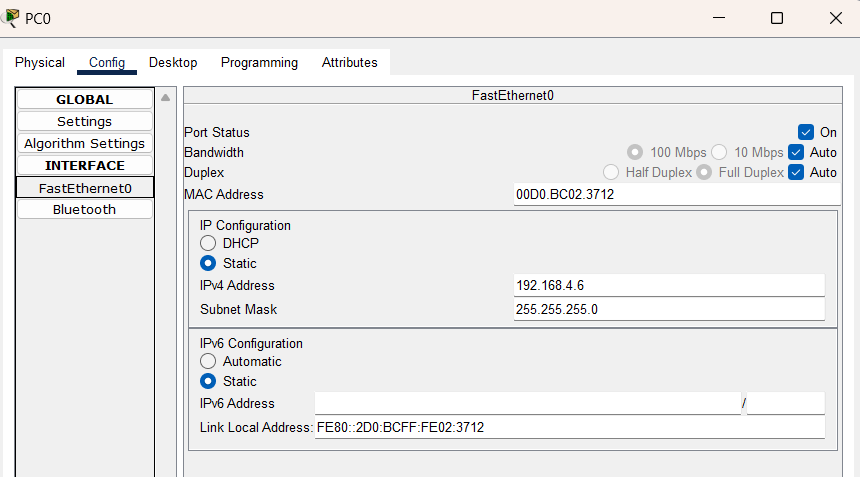 PC0
Physical Config Desktop Programming Attributes
GLOBAL
Settings
Algorithm Settings
INTERFACE
FastEthernet0
Bluetooth
FastEthernet0
Port Status On
Bandwidth 100 Mbps 10 Mbps Auto
Duplex Half Duplex Full Duplex Auto
MAC Address 00D0.BC02.3712
IP Configuration
DHCP
Static
IPv4 Address 192.168.4.6
Subnet Mask 255.255.255.0
IPv6 Configuration
Automatic
Static
IPv6 Address /
Link Local Address: FE80::2D0:BCFF:FE02:3712